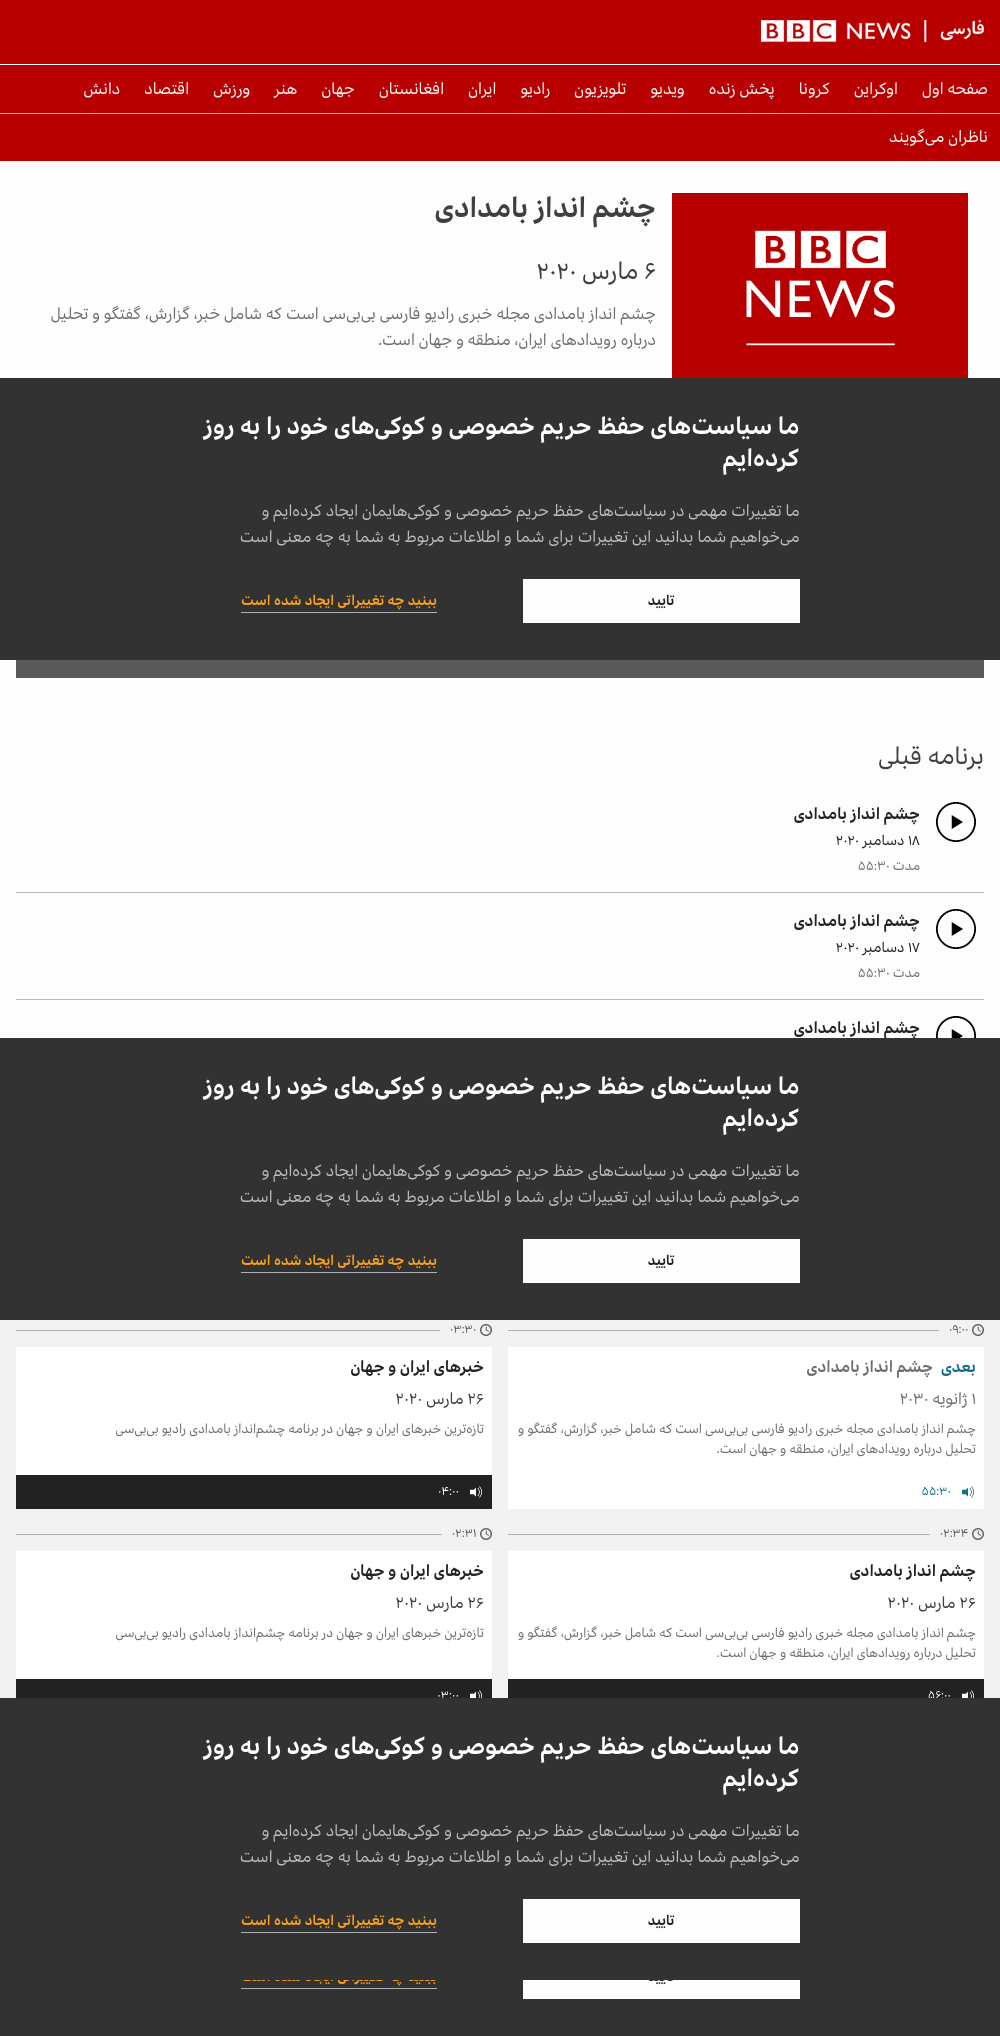 فارسی | BBC NEWS
صفحه اول اوکراین کرونا پخش زنده ویدیو تلویزیون رادیو ایران افغانستان جهان هنر ورزش اقتصاد دانش
ناظران می‌گویند
BBC
NEWS
چشم انداز بامدادی
۶ مارس ۲۰۲۰
چشم انداز بامدادی مجله خبری رادیو فارسی بی‌بی‌سی است که شامل خبر، گزارش، گفتگو و تحلیل
درباره رویدادهای ایران، منطقه و جهان است.
ما سیاست‌های حفظ حریم خصوصی و کوکی‌های خود را به روز
کرده‌ایم
ما تغییرات مهمی در سیاست‌های حفظ حریم خصوصی و کوکی‌هایمان ایجاد کرده‌ایم و
می‌خواهیم شما بدانید این تغییرات برای شما و اطلاعات مربوط به شما به چه معنی است
تایید
ببنید چه تغییراتی ایجاد شده است
برنامه قبلی
چشم انداز بامدادی
۱۸ دسامبر ۲۰۲۰
مدت ۵۵:۳۰
چشم انداز بامدادی
۱۷ دسامبر ۲۰۲۰
مدت ۵۵:۳۰
چشم انداز بامدادی
ما سیاست‌های حفظ حریم خصوصی و کوکی‌های خود را به روز
کرده‌ایم
ما تغییرات مهمی در سیاست‌های حفظ حریم خصوصی و کوکی‌هایمان ایجاد کرده‌ایم و
می‌خواهیم شما بدانید این تغییرات برای شما و اطلاعات مربوط به شما به چه معنی است
تایید
ببنید چه تغییراتی ایجاد شده است
۰۹:۰۰
بعدی چشم انداز بامدادی
۱ ژانویه ۲۰۳۰
چشم انداز بامدادی مجله خبری رادیو فارسی بی‌بی‌سی است که شامل خبر، گزارش، گفتگو و
تحلیل درباره رویدادهای ایران، منطقه و جهان است.
۵۵:۳۰
۰۳:۳۰
خبرهای ایران و جهان
۲۶ مارس ۲۰۲۰
تازه‌ترین خبرهای ایران و جهان در برنامه چشم‌انداز بامدادی رادیو بی‌بی‌سی
۰۴:۰۰
۰۲:۳۴
چشم انداز بامدادی
۲۶ مارس ۲۰۲۰
چشم انداز بامدادی مجله خبری رادیو فارسی بی‌بی‌سی است که شامل خبر، گزارش، گفتگو و
تحلیل درباره رویدادهای ایران، منطقه و جهان است.
۵۶:۰۰
۰۲:۳۱
خبرهای ایران و جهان
۲۶ مارس ۲۰۲۰
تازه‌ترین خبرهای ایران و جهان در برنامه چشم‌انداز بامدادی رادیو بی‌بی‌سی
۰۳:۰۰
ما سیاست‌های حفظ حریم خصوصی و کوکی‌های خود را به روز
کرده‌ایم
ما تغییرات مهمی در سیاست‌های حفظ حریم خصوصی و کوکی‌هایمان ایجاد کرده‌ایم و
می‌خواهیم شما بدانید این تغییرات برای شما و اطلاعات مربوط به شما به چه معنی است
تایید
ببنید چه تغییراتی ایجاد شده است